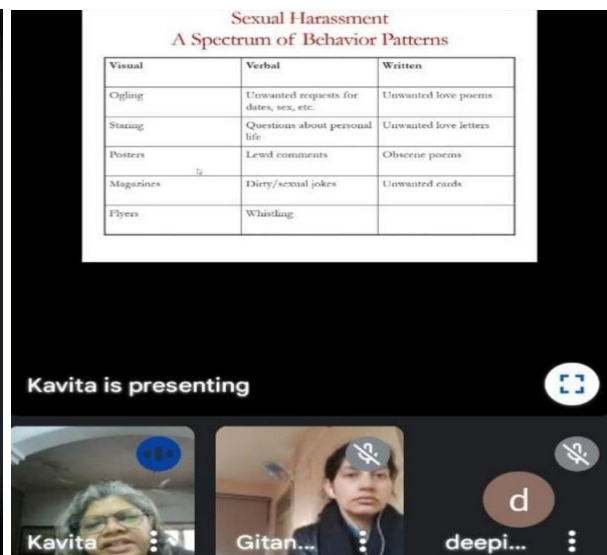 Sexual Harassment
A Spectrum of Behavior Patterns
Visual Verbal Written
Ogling Unwanted requests for dates, sex, etc. Unwanted love poems
Staring Questions about personal life Unwanted love letters
Posters Lewd comments Obscene poems
Magazines Dirty/sexual jokes Unwanted cards
Flyers Whistling
Kavita is presenting
Kavita Gitan... d deepi...